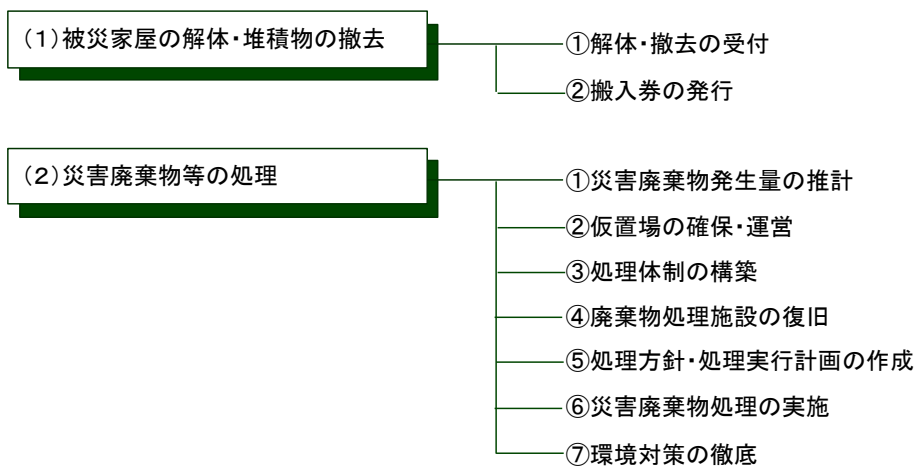 (1)被災家屋の解体・堆積物の撤去
①解体・撤去の受付
②搬入券の発行
(2)災害廃棄物等の処理
①災害廃棄物発生量の推計
②仮置場の確保・運営
③処理体制の構築
④廃棄物処理施設の復旧
⑤処理方針・処理実行計画の作成
⑥災害廃棄物処理の実施
⑦環境対策の徹底